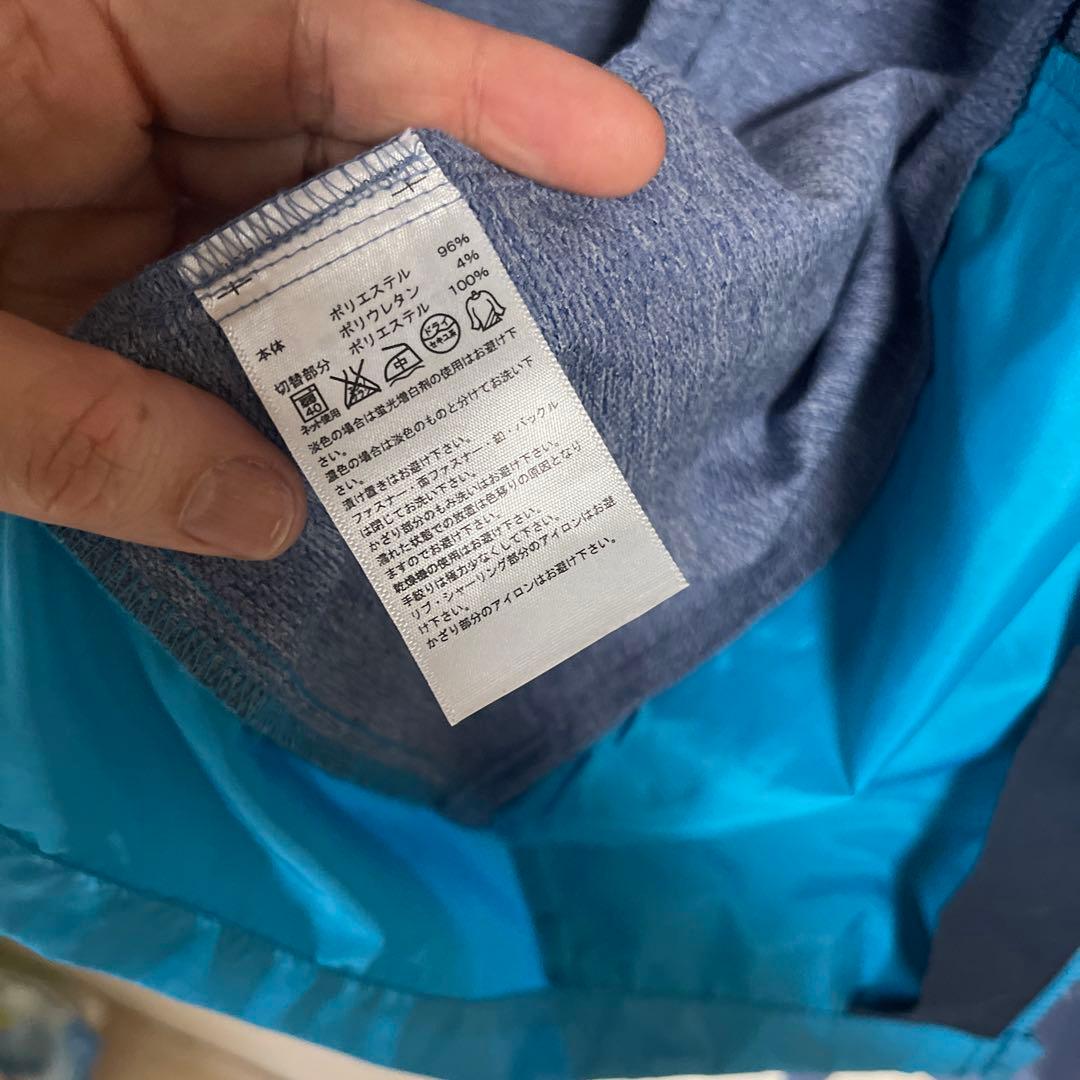 本体 ポリエステル 96%
ポリウレタン 4%
切替部分 ポリエステル 100%
弱 40 エンソサラシ 中 ドライ セキユ系
ネット使用
淡色の場合は蛍光増白剤の使用はお避け下
さい。
濃色の場合は淡色のものと分けてお洗い下
さい。
漬け置きはお避け下さい。
ファスナー・面ファスナー・釦・バックル
は閉じてお洗い下さい。
かざり部分のもみ洗いはお避け下さい。
濡れた状態での放置は色移りの原因となり
ますのでお避け下さい。
乾燥機の使用はお避け下さい。
手絞りは強力少なくして下さい。
リブ・シャーリング部分のアイロンはお避
け下さい。
かざり部分のアイロンはお避け下さい。